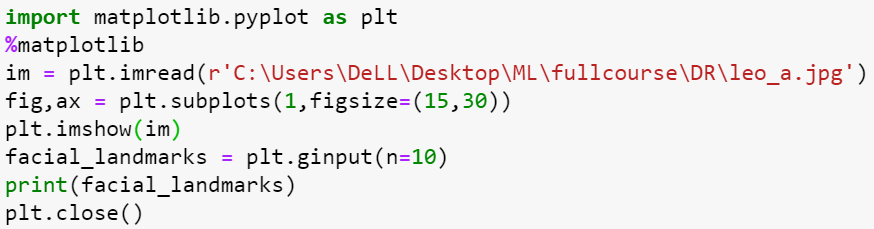 import matplotlib.pyplot as plt
%matplotlib
im = plt.imread(r'C:\Users\DeLL\Desktop\ML\fullcourse\DR\leo_a.jpg')
fig,ax = plt.subplots(1,figsize=(15,30))
plt.imshow(im)
facial_landmarks = plt.ginput(n=10)
print(facial_landmarks)
plt.close()